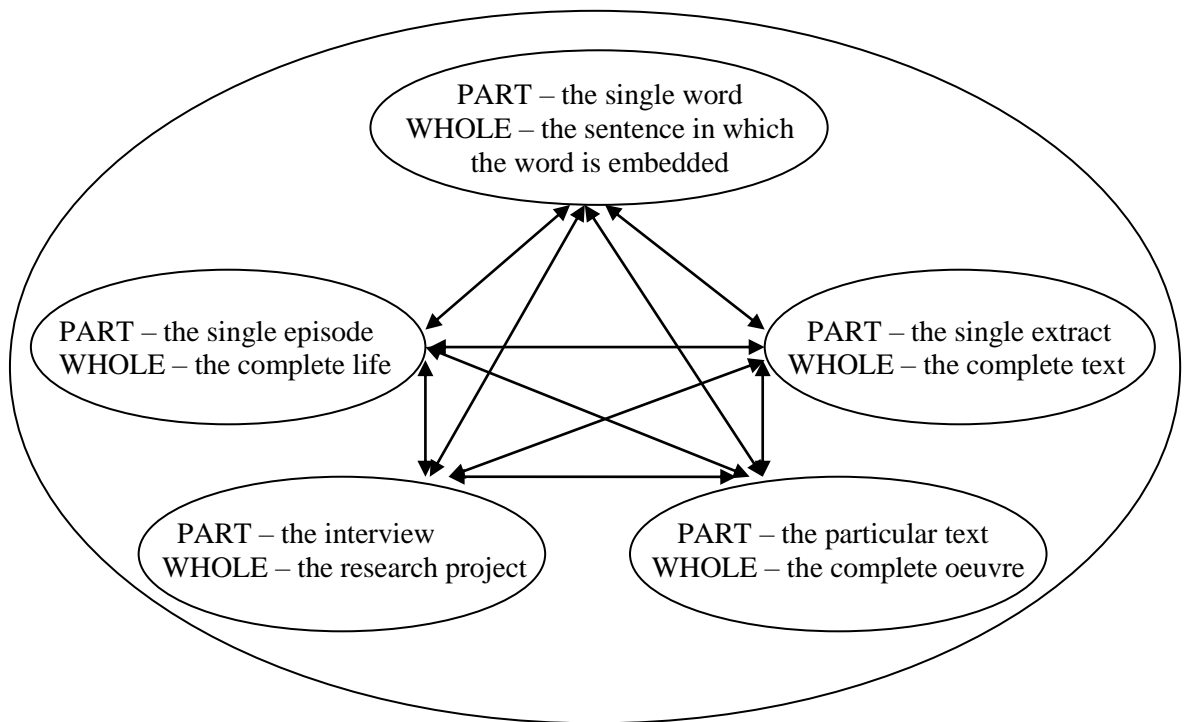 PART – the single word
WHOLE – the sentence in which
the word is embedded
PART – the single episode
WHOLE – the complete life
PART – the single extract
WHOLE – the complete text
PART – the interview
WHOLE – the research project
PART – the particular text
WHOLE – the complete oeuvre